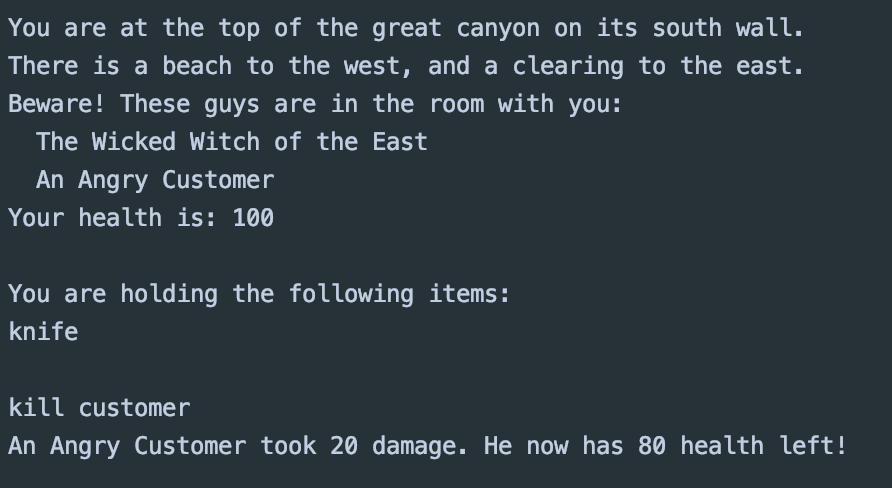 You are at the top of the great canyon on its south wall.
There is a beach to the west, and a clearing to the east.
Beware! These guys are in the room with you:
The Wicked Witch of the East
An Angry Customer
Your health is: 100
You are holding the following items:
knife
kill customer
An Angry Customer took 20 damage. He now has 80 health left!